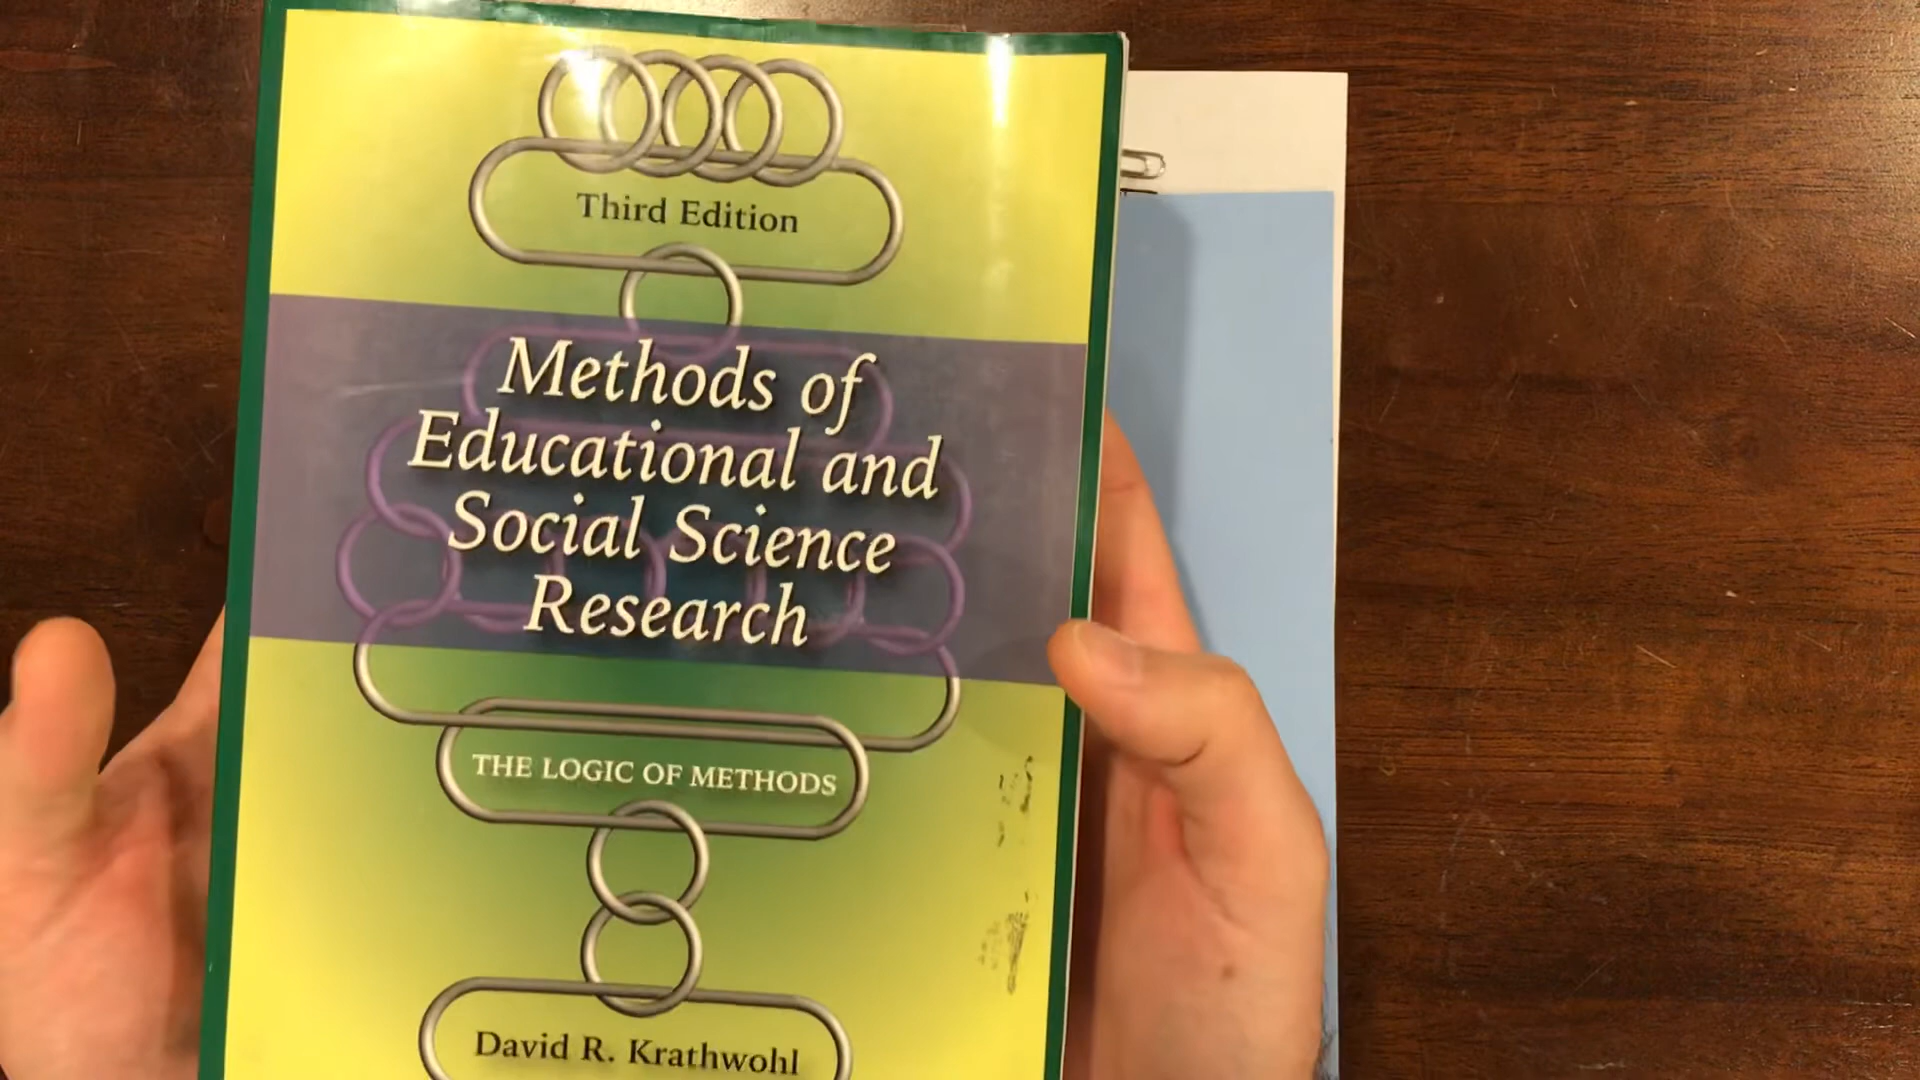 Third Edition
Methods of
Educational and
Social Science
Research
THE LOGIC OF METHODS
David R. Krathwohl